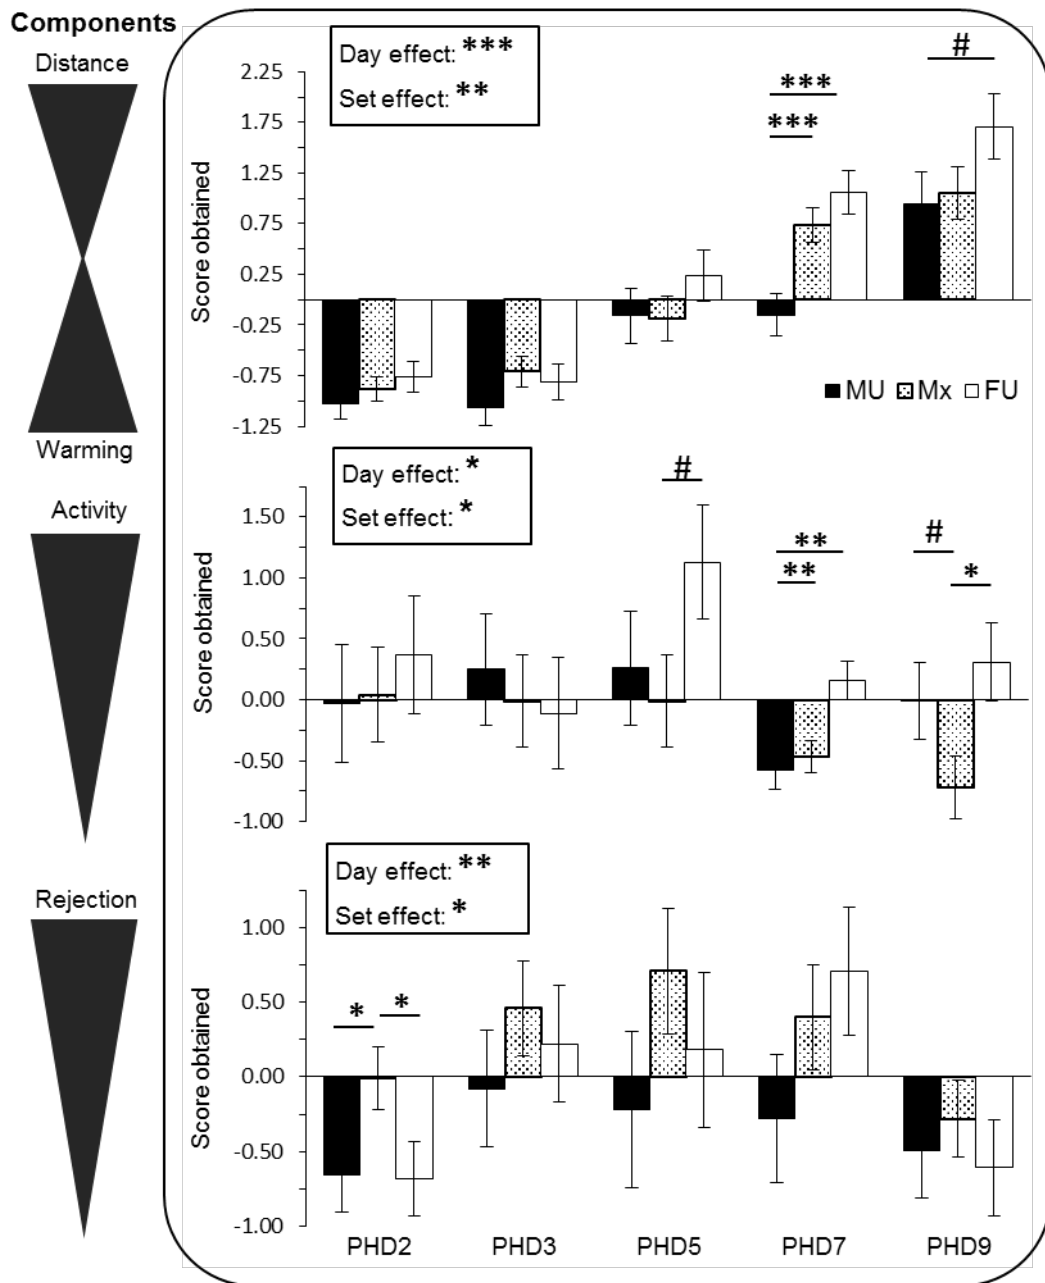 Components
Distance
Warming
Day effect: ***
Set effect: **
#
***
***
2.25
1.75
1.25
0.75
0.25
-0.25
-0.75
-1.25
Score obtained
MU Mx FU
Activity
Day effect: *
Set effect: *
#
**
**
#
*
1.50
1.00
0.50
0.00
-0.50
-1.00
Score obtained
Rejection
Day effect: **
Set effect: *
*
*
1.00
0.50
0.00
-0.50
-1.00
Score obtained
PHD2 PHD3 PHD5 PHD7 PHD9